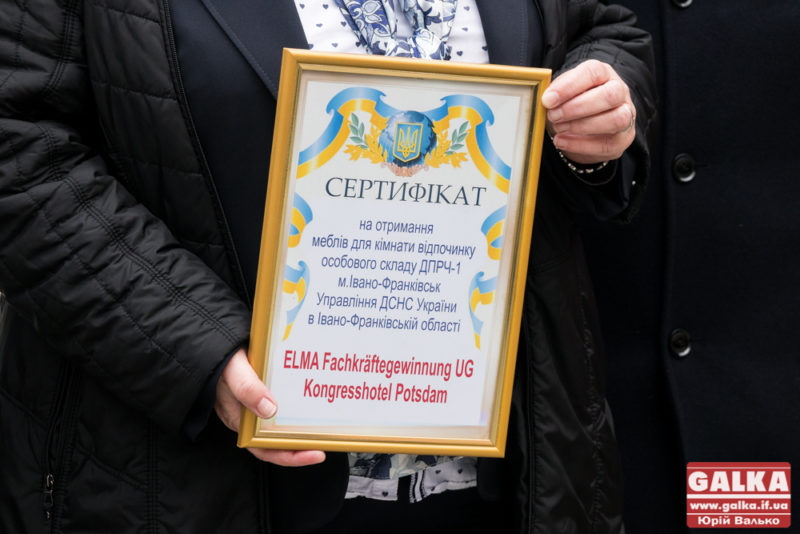 СЕРТИФІКАТ
на отримання
меблів для кімнати відпочинку
особового складу ДПРЧ-1
м.Івано-Франківськ
Управління ДСНС України
в Івано-Франківській області
ELMA Fachkräftegewinnung UG
Kongresshotel Potsdam
GALKA
www.galka.if.ua
Юрій Валько